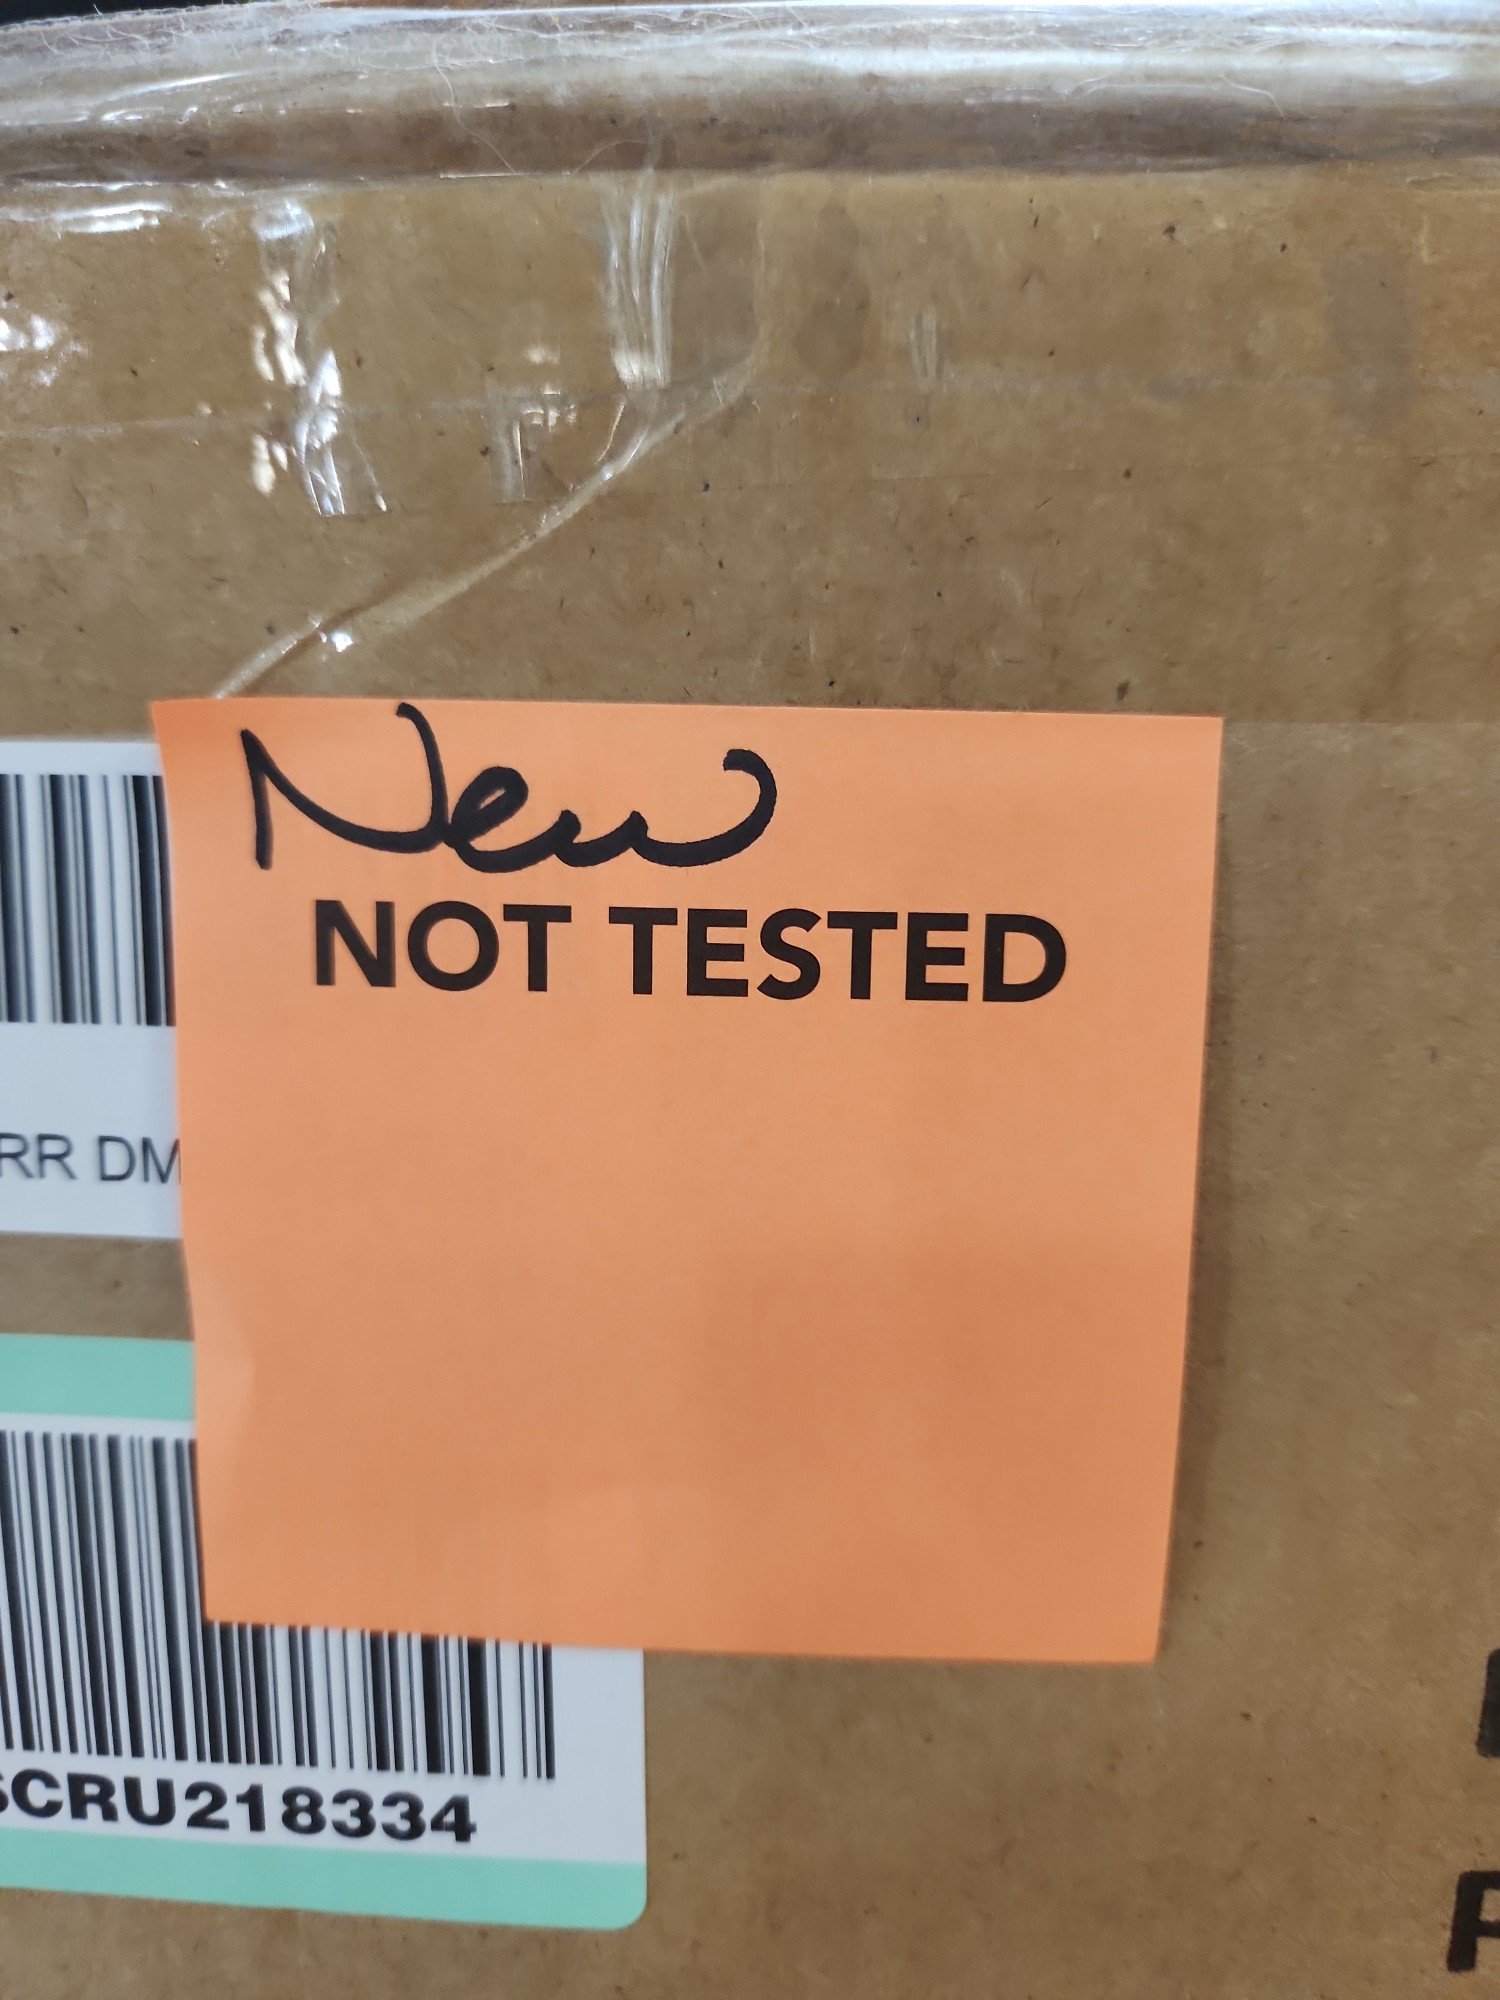 New
NOT TESTED
RR DM
SCRU218334